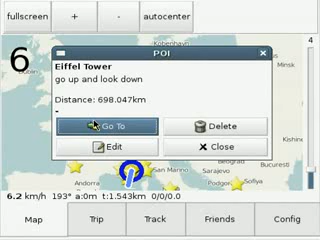 fullscreen + - autocenter
Kobenhavn
4
POI
6
Eiffel Tower
go up and look down
Minsk
Distance: 698.047km
-
Go To Delete
Edit Close
Beograd
Andorra San Marino Bucuresti
Sofiya
6.2 km/h 193° a:0m t:1.543km 0/0/0.0
Map Trip Track Friends Config